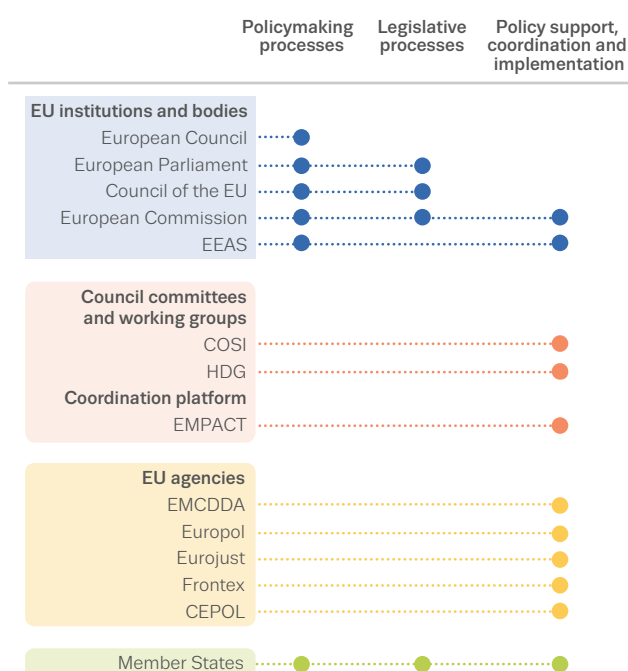 Policymaking processes
Legislative processes
Policy support, coordination and implementation
EU institutions and bodies
European Council
European Parliament
Council of the EU
European Commission
EEAS
Council committees
and working groups
COSI
HDG
Coordination platform
EMPACT
EU agencies
EMCDDA
Europol
Eurojust
Frontex
CEPOL
Member States